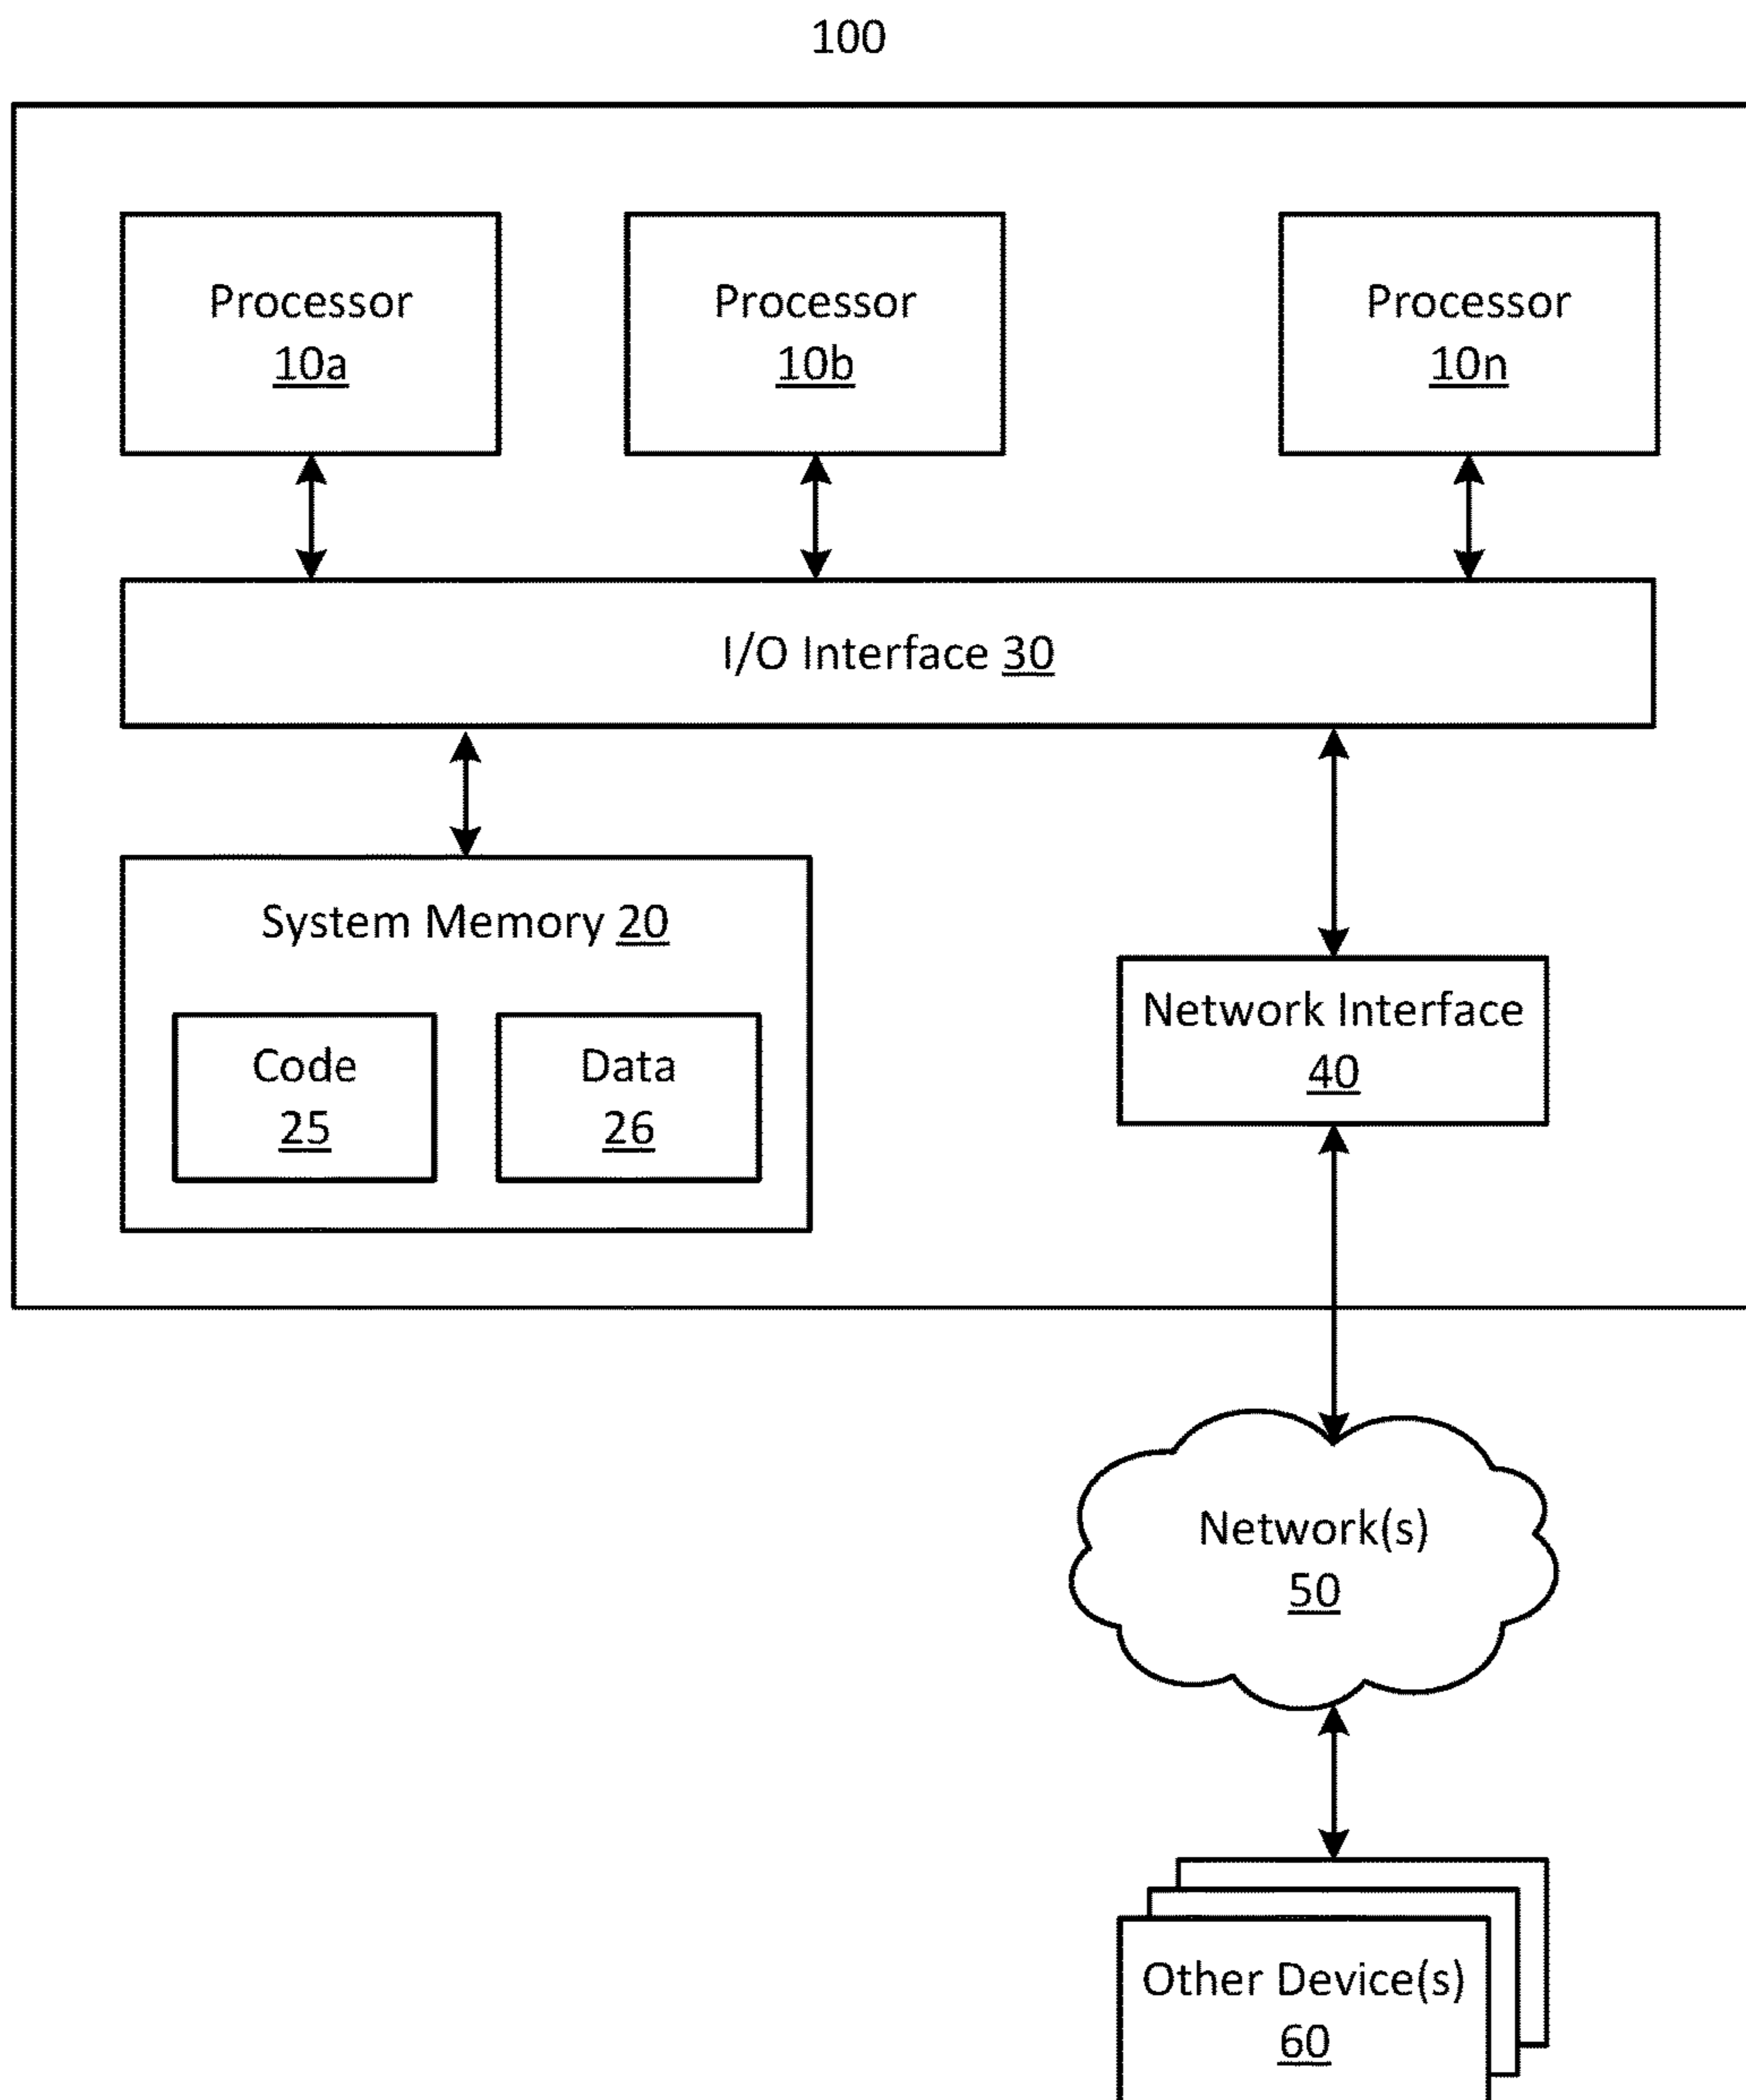 100
Processor
10a
Processor
10b
Processor
10n
I/O Interface 30
System Memory 20
Code
25
Data
26
Network Interface
40
Network(s)
50
Other Device(s)
60